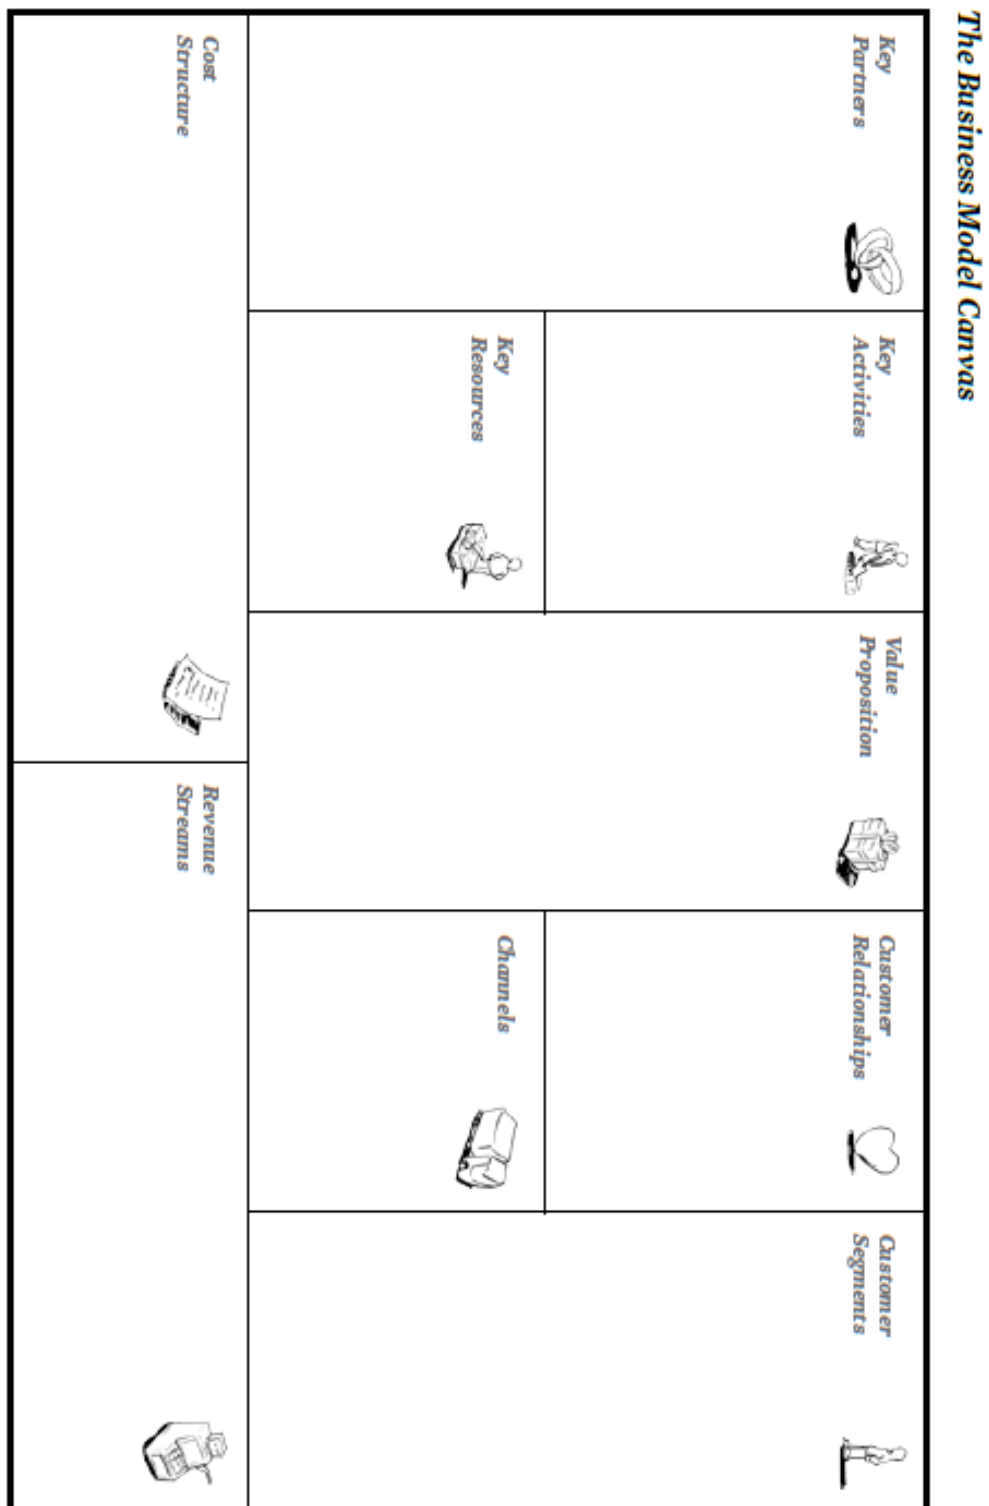 The Business Model Canvas
Key
Partners
Key
Activities
Key
Resources
Value
Proposition
Customer
Relationships
Channels
Customer
Segments
Cost
Structure
Revenue
Streams